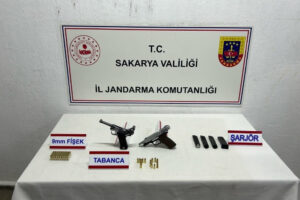 T.C.
SAKARYA VALİLİĞİ
İL JANDARMA KOMUTANLIĞI
9mm FİŞEK
TABANCA
ŞARJÖR